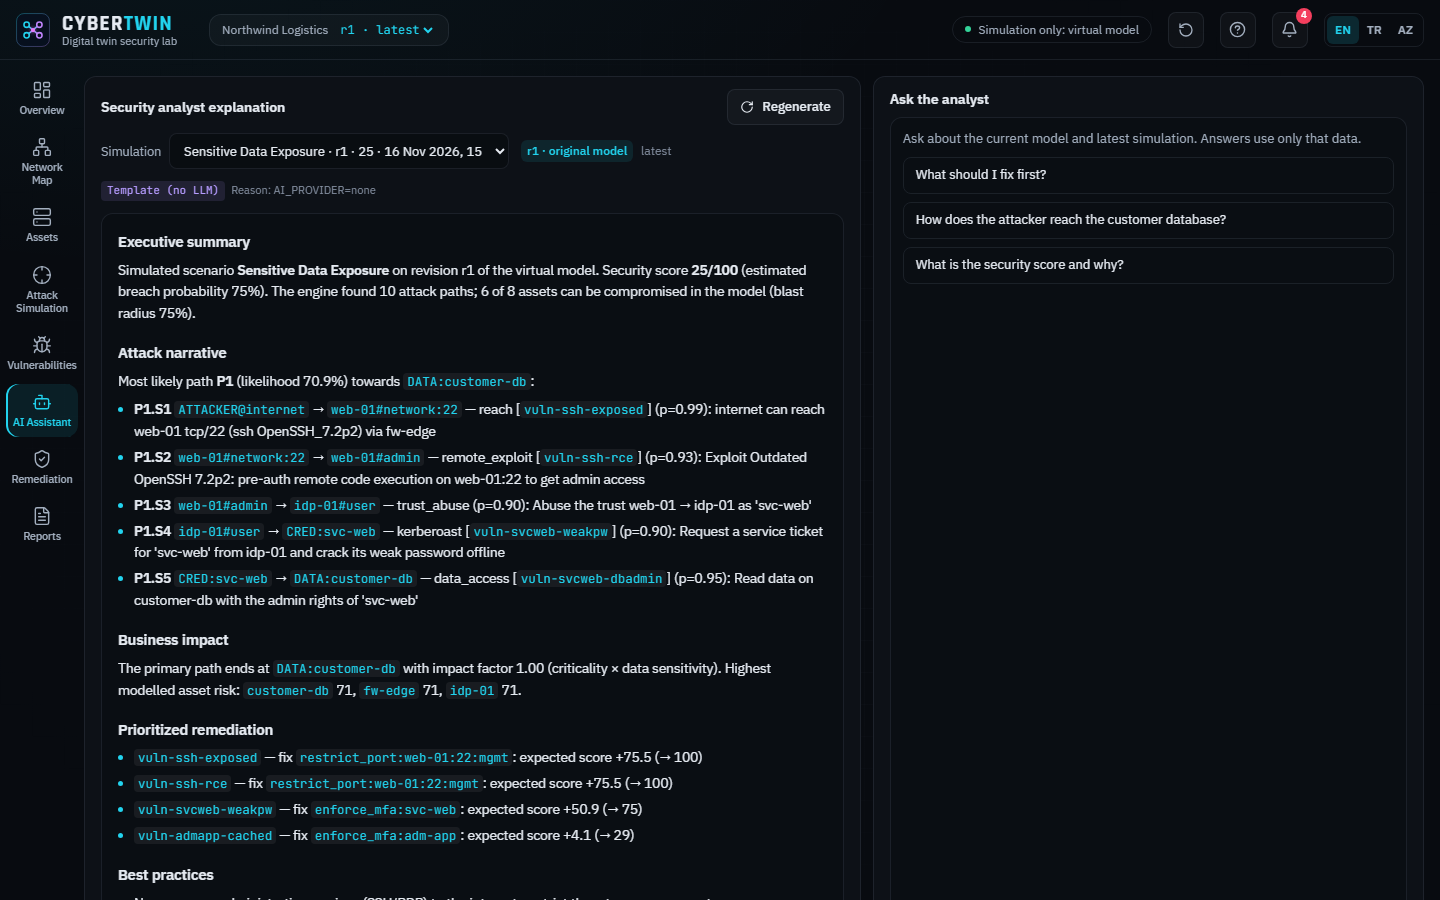 CYBERTWIN
Digital twin security lab
Northwind Logistics r1 · latest
Simulation only: virtual model
4
EN TR AZ
Overview
Network
Map
Assets
Attack
Simulation
Vulnerabilities
AI Assistant
Remediation
Reports
Security analyst explanation
Regenerate
Simulation Sensitive Data Exposure · r1 · 25 · 16 Nov 2026, 15 r1 · original model latest
Template (no LLM) Reason: AI_PROVIDER=none
Executive summary
Simulated scenario Sensitive Data Exposure on revision r1 of the virtual model. Security score 25/100 (estimated
breach probability 75%). The engine found 10 attack paths; 6 of 8 assets can be compromised in the model (blast
radius 75%).
Attack narrative
Most likely path P1 (likelihood 70.9%) towards DATA:customer-db :
• P1.S1 ATTACKER@internet → web-01#network:22 — reach [ vuln-ssh-exposed ] (p=0.99): internet can reach
web-01 tcp/22 (ssh OpenSSH_7.2p2) via fw-edge
• P1.S2 web-01#network:22 → web-01#admin — remote_exploit [ vuln-ssh-rce ] (p=0.93): Exploit Outdated
OpenSSH 7.2p2: pre-auth remote code execution on web-01:22 to get admin access
• P1.S3 web-01#admin → idp-01#user — trust_abuse (p=0.90): Abuse the trust web-01 → idp-01 as 'svc-web'
• P1.S4 idp-01#user → CRED:svc-web — kerberoast [ vuln-svcweb-weakpw ] (p=0.90): Request a service ticket
for 'svc-web' from idp-01 and crack its weak password offline
• P1.S5 CRED:svc-web → DATA:customer-db — data_access [ vuln-svcweb-dbadmin ] (p=0.95): Read data on
customer-db with the admin rights of 'svc-web'
Business impact
The primary path ends at DATA:customer-db with impact factor 1.00 (criticality × data sensitivity). Highest
modelled asset risk: customer-db 71, fw-edge 71, idp-01 71.
Prioritized remediation
• vuln-ssh-exposed — fix restrict_port:web-01:22:mgmt : expected score +75.5 (→ 100)
• vuln-ssh-rce — fix restrict_port:web-01:22:mgmt : expected score +75.5 (→ 100)
• vuln-svcweb-weakpw — fix enforce_mfa:svc-web : expected score +50.9 (→ 75)
• vuln-admapp-cached — fix enforce_mfa:adm-app : expected score +4.1 (→ 29)
Best practices
Ask the analyst
Ask about the current model and latest simulation. Answers use only that data.
What should I fix first?
How does the attacker reach the customer database?
What is the security score and why?